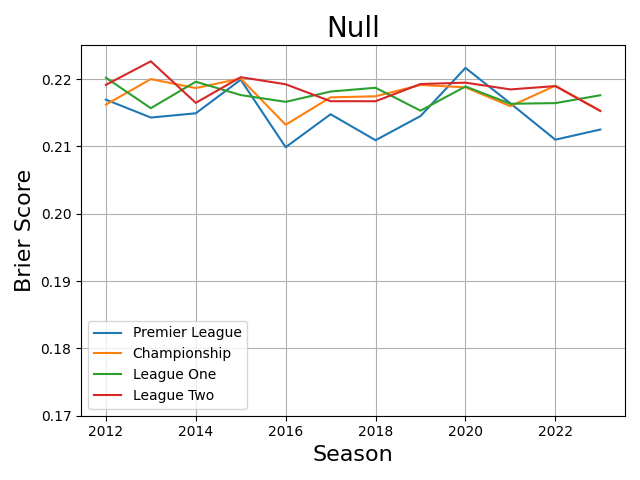 Null
Brier Score
0.22
0.21
0.20
0.19
0.18
0.17
Premier League
Championship
League One
League Two
2012
2014
2016
2018
2020
2022
Season